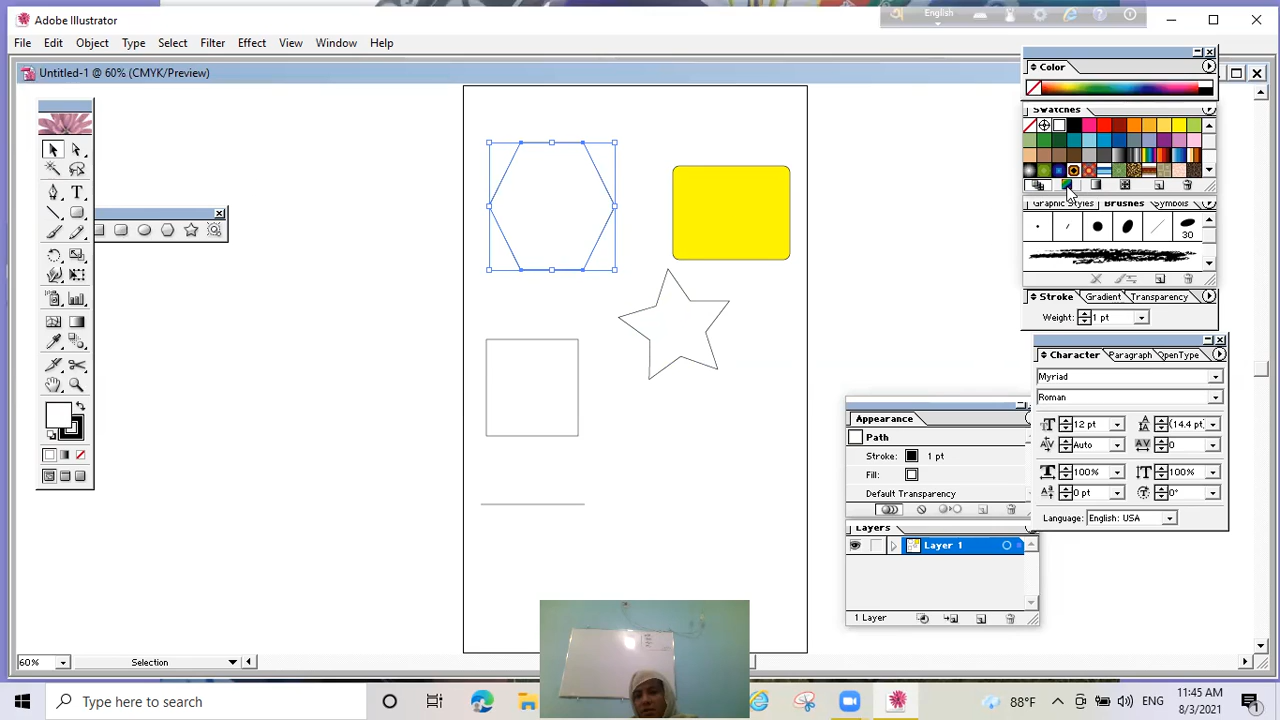 Adobe Illustrator
English
File Edit Object Type Select Filter Effect View Window Help
Untitled-1 @ 60% (CMYK/Preview)
Color
Swatches
Graphic Styles Brushes Symbols
30
Stroke Gradient Transparency
Weight: 1 pt
Character Paragraph OpenType
Myriad
Roman
12 pt (14.4 pt)
Auto 0
100% 100%
0 pt 0°
Language: English: USA
Appearance
Path
Stroke: 1 pt
Fill:
Default Transparency
Layers
Layer 1
1 Layer
60% Selection
Type here to search
88°F
ENG
11:45 AM
8/3/2021
1